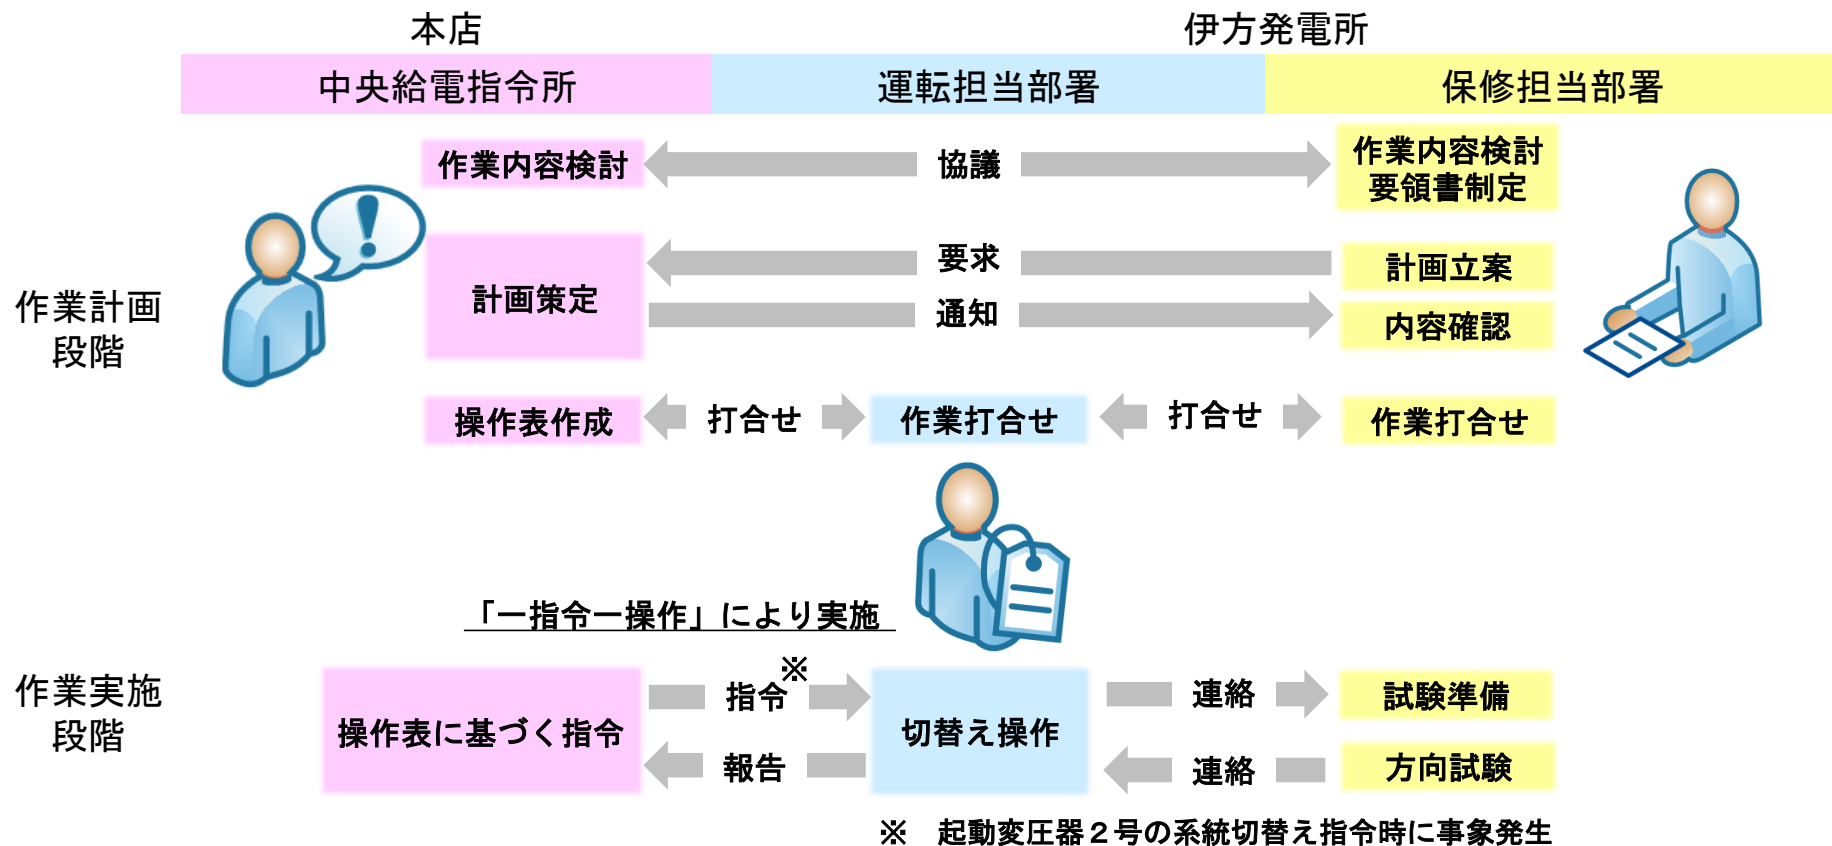 本店
伊方発電所
中央給電指令所
運転担当部署
保修担当部署
作業計画
段階
作業内容検討
協議
作業内容検討
要領書制定
計画策定
要求
計画立案
通知
内容確認
操作表作成
打合せ
作業打合せ
打合せ
作業打合せ
「一指令一操作」により実施
作業実施
段階
操作表に基づく指令
指令※
報告
切替え操作
連絡
試験準備
連絡
方向試験
※　起動変圧器２号の系統切替え指令時に事象発生